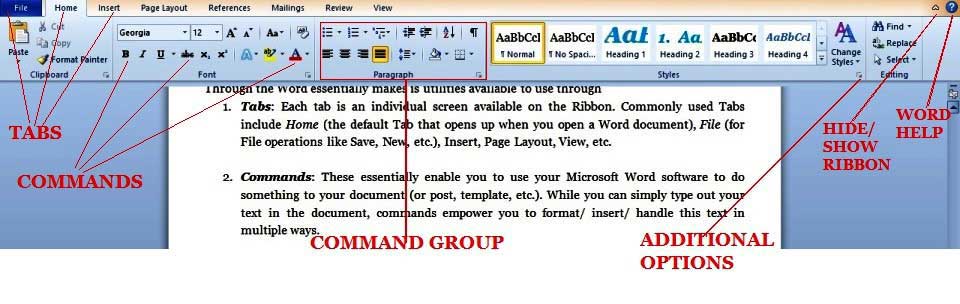 File Home Insert Page Layout References Mailings Review View
Georgia 12 Aa AaBbCcI AaBbCcI AaBI 1. Aa. AaBbCc AaBbCcI Find
Paste Cut Copy Format Painter
B I U abc ¶ Normal ¶ No Spaci... Heading 1 Heading 2 Heading 3 Heading 4 Change Styles Replace Select
Clipboard Font Paragraph Styles Editing
Through the Word essentially makes is utilities available to use through
1. Tabs: Each tab is an individual screen available on the Ribbon. Commonly used Tabs
include Home (the default Tab that opens up when you open a Word document), File (for
File operations like Save, New, etc.), Insert, Page Layout, View, etc.
2. Commands: These essentially enable you to use your Microsoft Word software to do
something to your document (or post, template, etc.). While you can simply type out your
text in the document, commands empower you to format/ insert/ handle this text in
multiple ways.
TABS
COMMANDS
COMMAND GROUP
ADDITIONAL
OPTIONS
HIDE/
SHOW
RIBBON
WORD
HELP